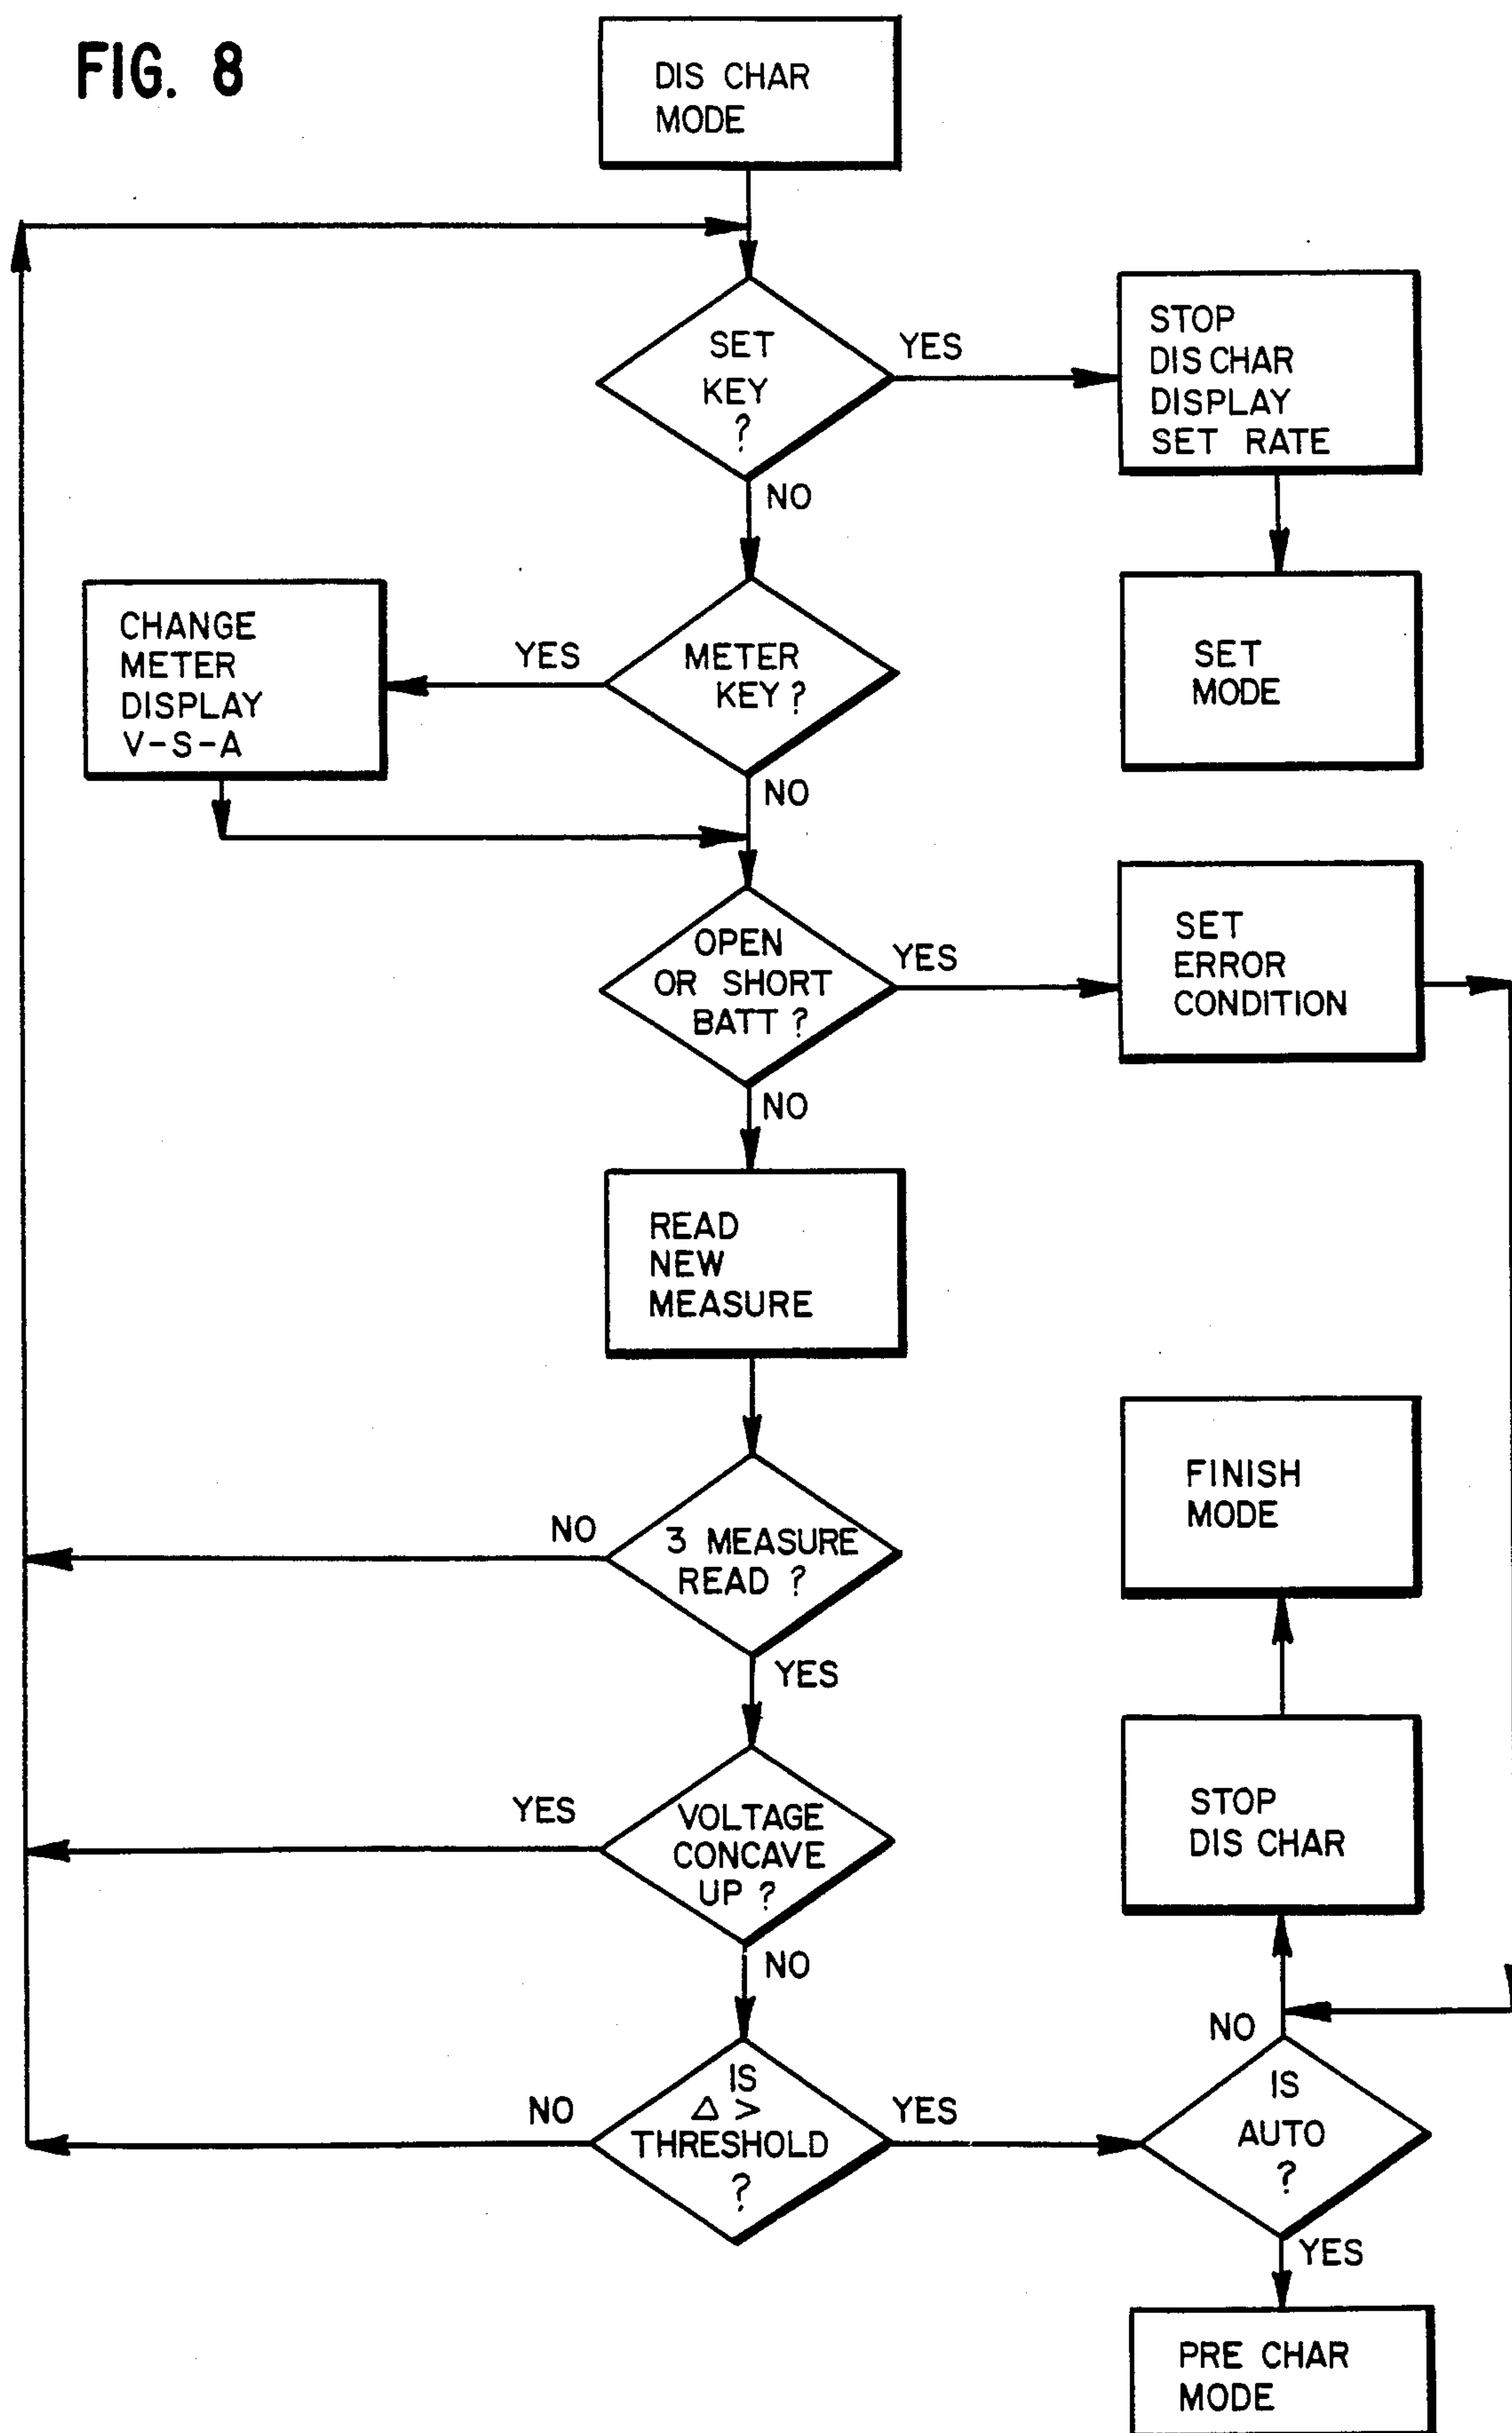 FIG. 8
DIS CHAR
MODE
SET
KEY
?
YES
STOP
DIS CHAR
DISPLAY
SET RATE
NO
SET
MODE
CHANGE
METER
DISPLAY
V-S-A
YES
METER
KEY?
NO
OPEN
OR SHORT
BATT ?
YES
SET
ERROR
CONDITION
NO
READ
NEW
MEASURE
FINISH
MODE
NO
3 MEASURE
READ ?
YES
YES
VOLTAGE
CONCAVE
UP ?
STOP
DIS CHAR
NO
NO
IS
Δ >
THRESHOLD
?
YES
NO
IS
AUTO
?
YES
PRE CHAR
MODE